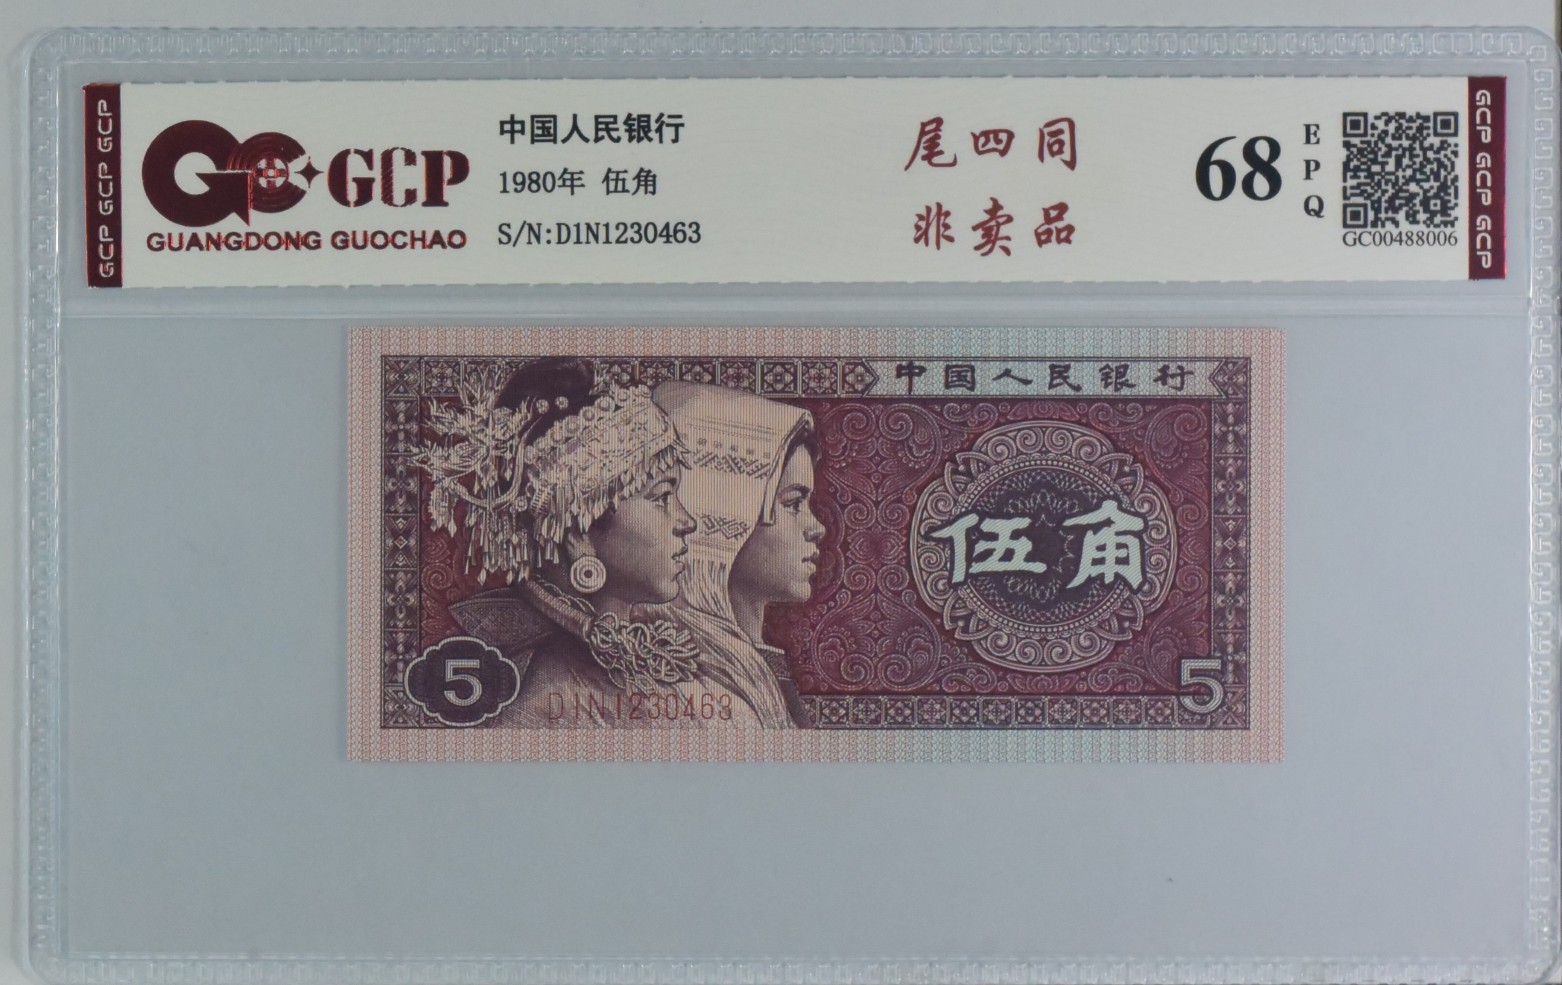 GCP GCP GCP
GCP
GUANGDONG GUOCHAO
中国人民银行
1980年 伍角
S/N:D1N1230463
尾四同
非卖品
68
EPQ
GC00488006
GCP GCP GCP
中国人民银行
伍角
5
D1N1230463
5